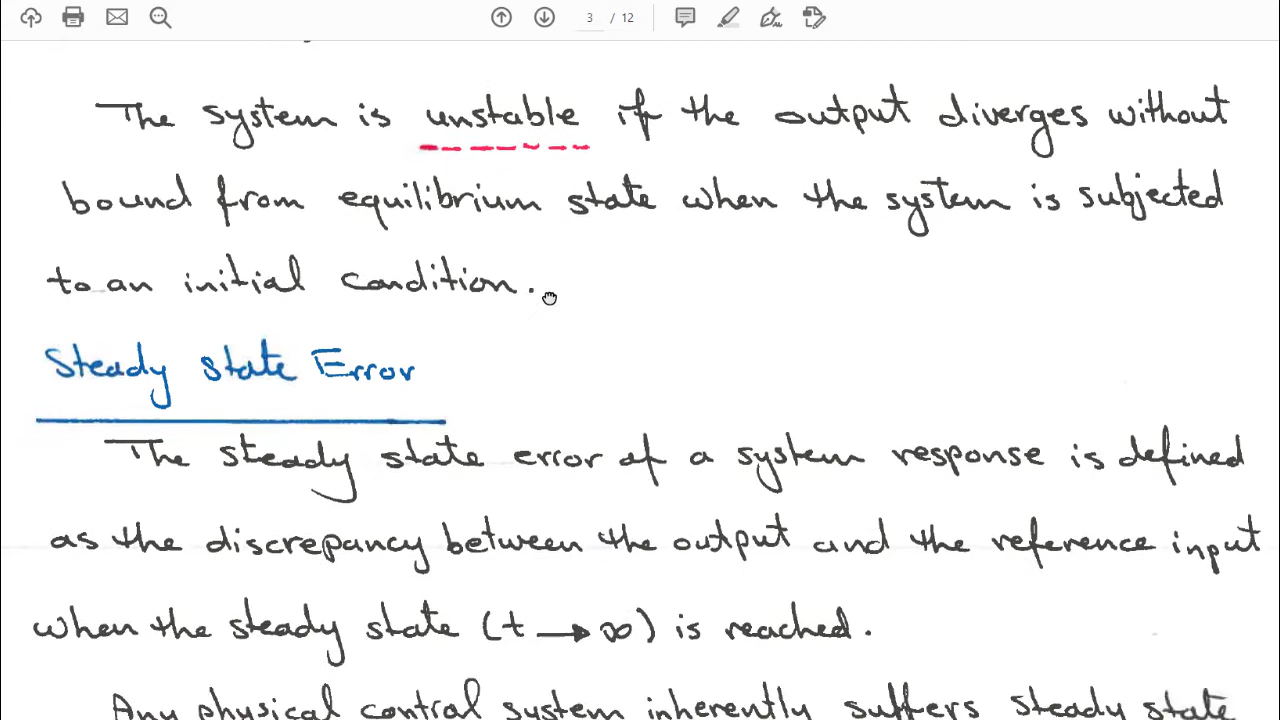 3 / 12
The system is unstable if the output diverges without
bound from equilibrium state when the system is subjected
to an initial condition.
Steady state Error
The steady state error of a system response is defined
as the discrepancy between the output and the reference input
when the steady state (t → ∞) is reached.
Any physical control system inherently suffers steady state